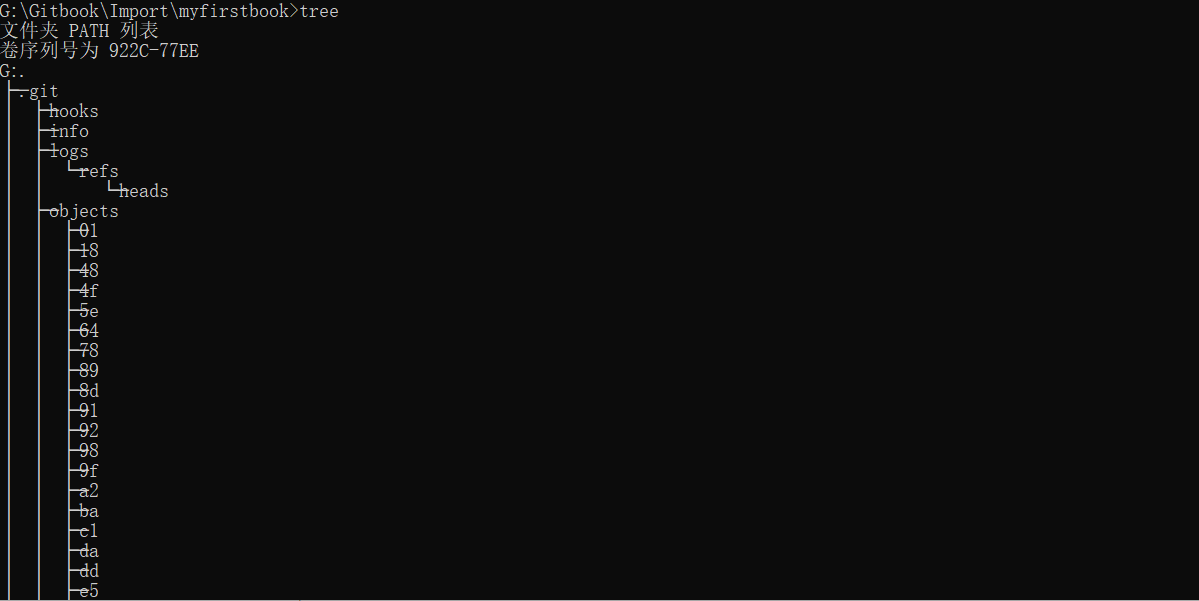 G:\Gitbook\Import\myfirstbook>tree
文件夹 PATH 列表
卷序列号为 922C-77EE
G:.
├─.git
│  ├─hooks
│  ├─info
│  ├─logs
│  │  └─refs
│  │      └─heads
│  ├─objects
│  │  ├─01
│  │  ├─18
│  │  ├─48
│  │  ├─4f
│  │  ├─5e
│  │  ├─64
│  │  ├─78
│  │  ├─89
│  │  ├─8d
│  │  ├─91
│  │  ├─92
│  │  ├─98
│  │  ├─9f
│  │  ├─a2
│  │  ├─ba
│  │  ├─c1
│  │  ├─da
│  │  ├─dd
│  │  ├─e5